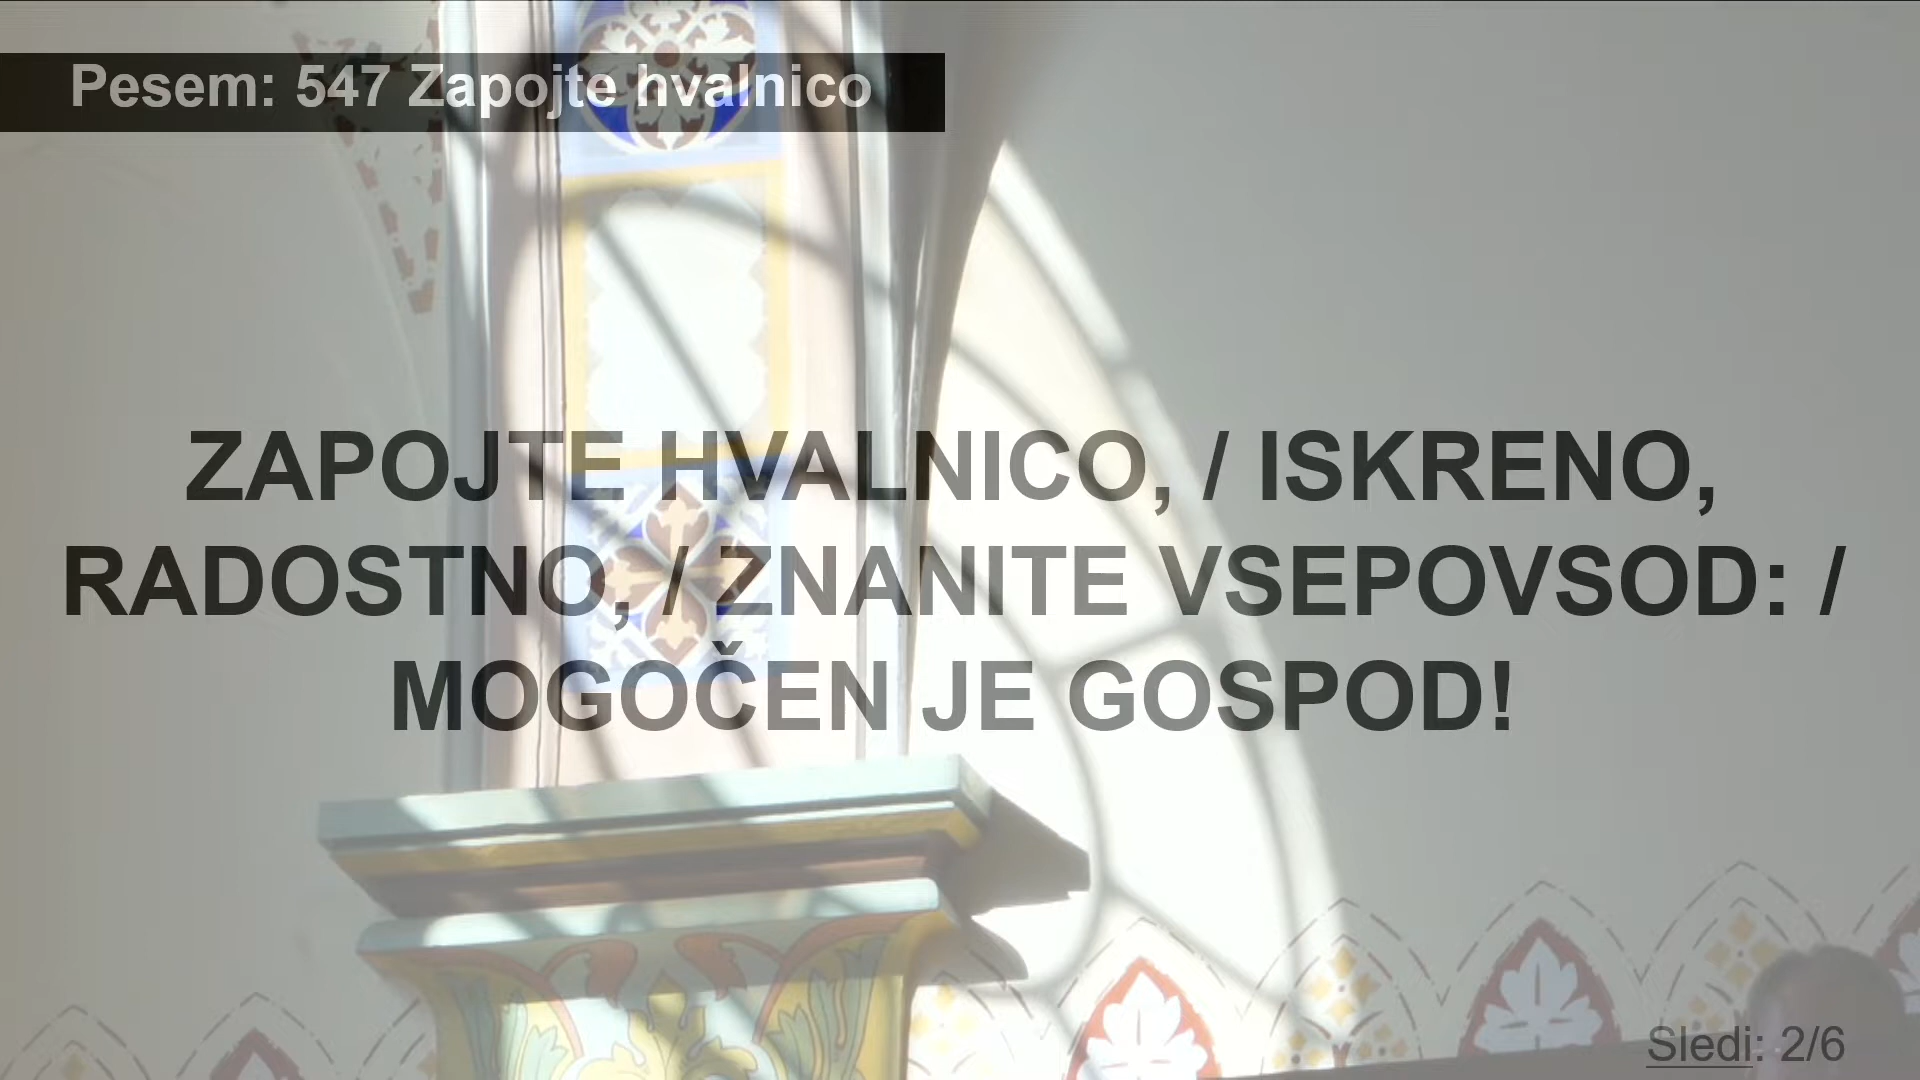 Pesem: 547 Zapojte hvalnico
ZAPOJTE HVALNICO, / ISKRENO,
RADOSTNO, / ZNANITE VSEPOVSOD: /
MOGOČEN JE GOSPOD!
Sledi: 2/6